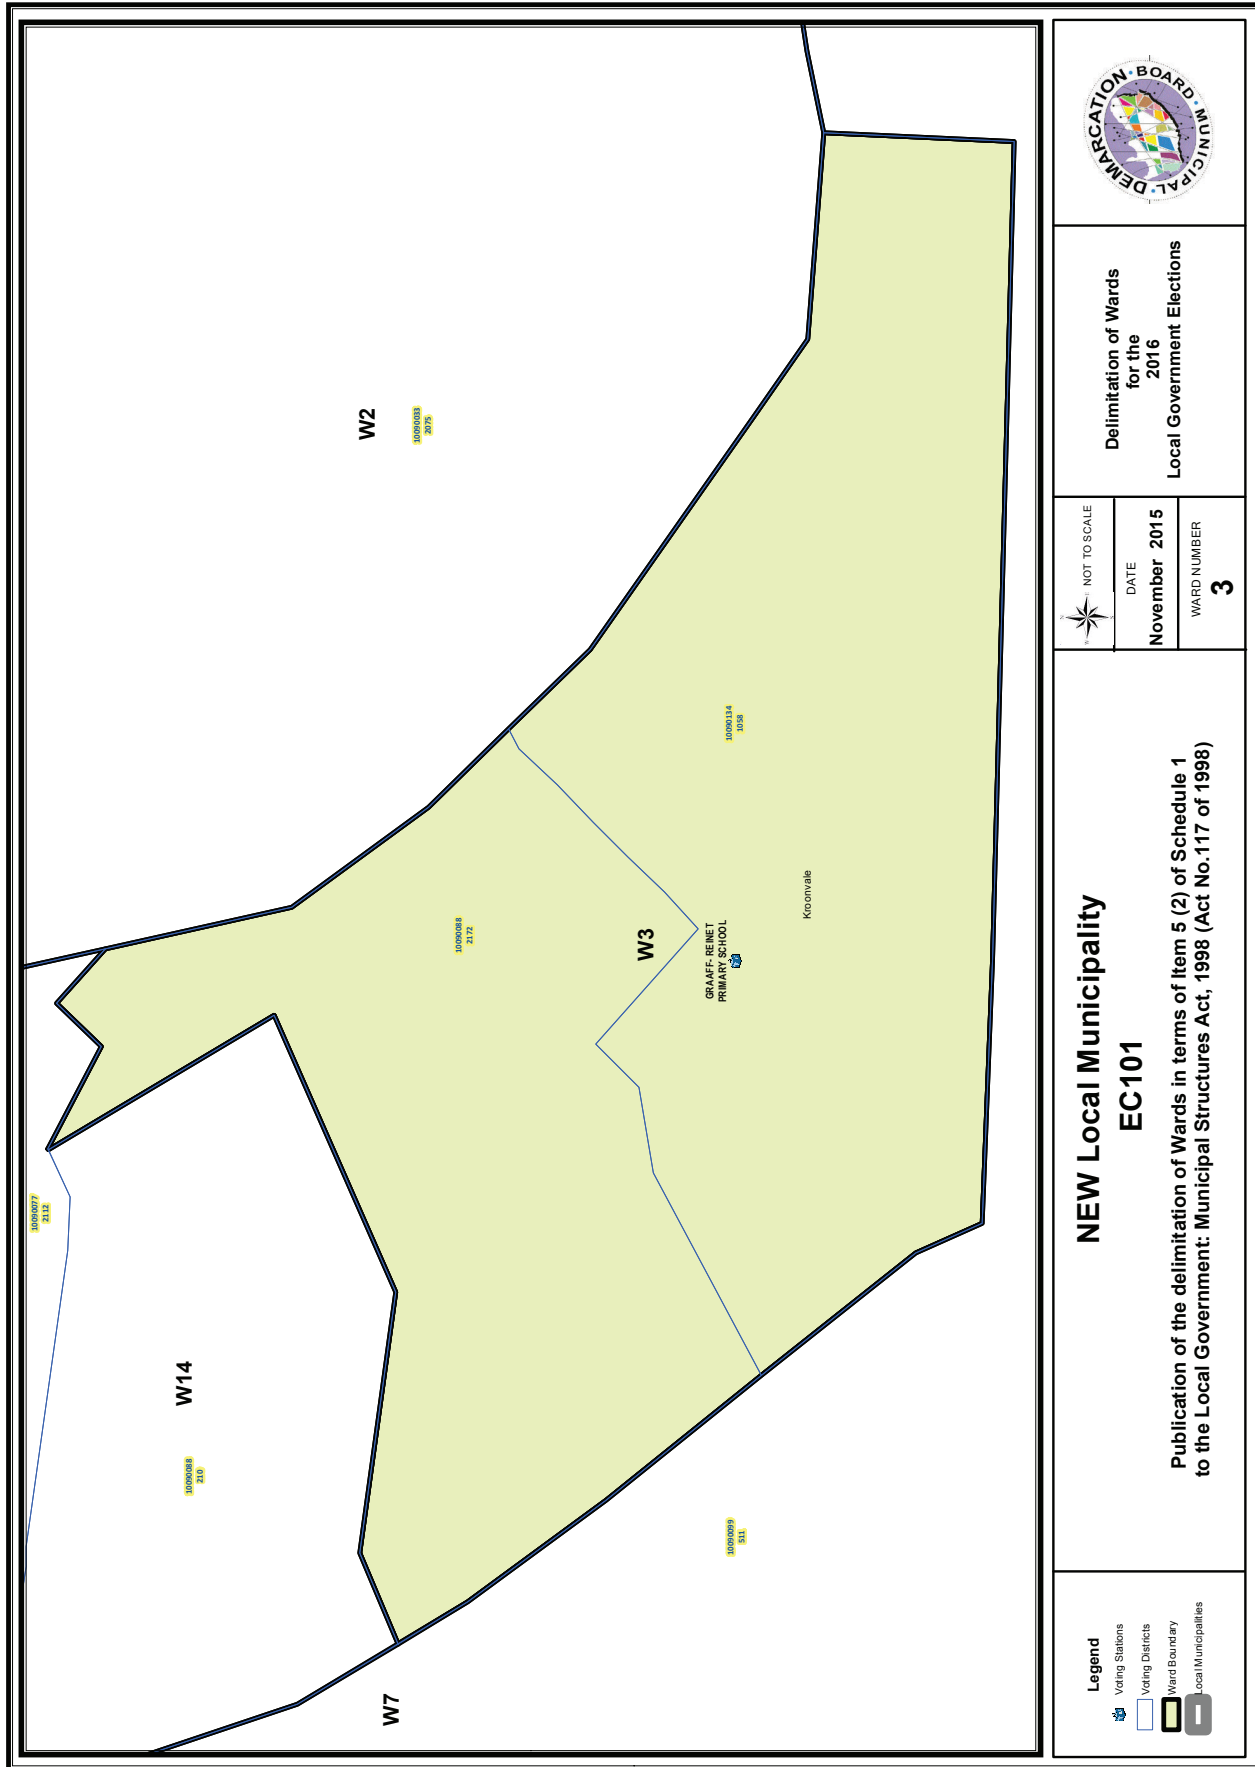 W2
10090033
2075
10090134
1058
Kroonvale
W3
GRAAFF- REINET
PRIMARY SCHOOL
10090088
2172
10090077
2112
W14
10090088
210
10090099
511
W7
Legend
Voting Stations
Voting Districts
Ward Boundary
Local Municipalities
NEW Local Municipality
EC101
Publication of the delimitation of Wards in terms of Item 5 (2) of Schedule 1
to the Local Government: Municipal Structures Act, 1998 (Act No.117 of 1998)
N
W
E
S
NOT TO SCALE
DATE
November 2015
WARD NUMBER
3
Delimitation of Wards
for the
2016
Local Government Elections
MUNICIPAL · DEMARCATION · BOARD ·